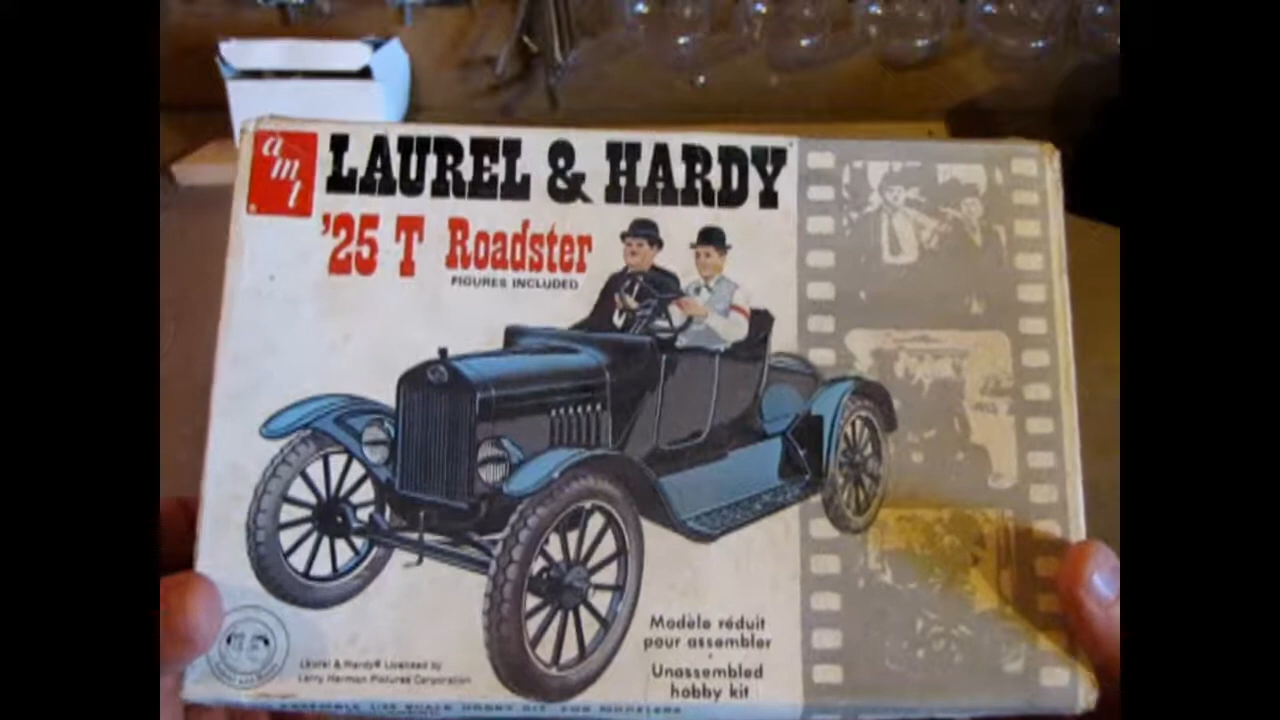 amt
LAUREL & HARDY
'25 T Roadster
FIGURES INCLUDED
Modèle réduit
pour assembler
Unassembled
hobby kit
Laurel & Hardy® Licensed by
Larry Harmon Pictures Corporation